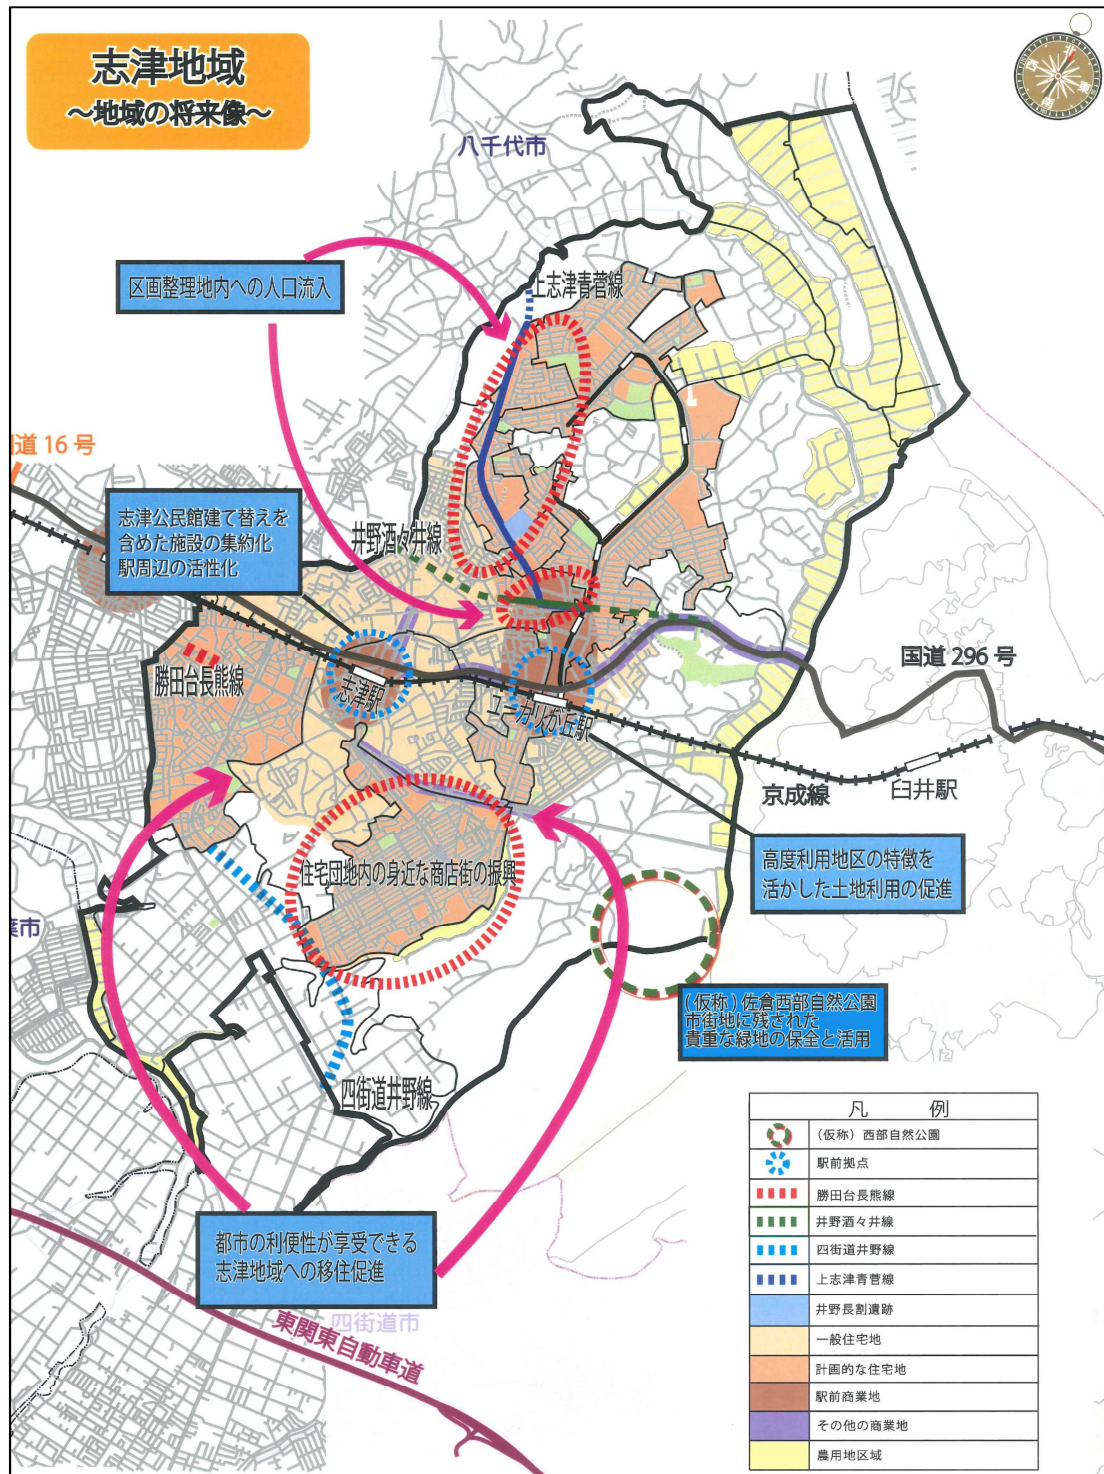 志津地域
～地域の将来像～
北
東
南
西
八千代市
区画整理地内への人口流入
上志津青菅線
道16号
志津公民館建て替えを
含めた施設の集約化
駅周辺の活性化
井野酒々井線
勝田台長熊線
志津駅
ユーカリが丘駅
国道296号
京成線
臼井駅
高度利用地区の特徴を
活かした土地利用の促進
住宅団地内の身近な商店街の振興
葉市
(仮称)佐倉西部自然公園
市街地に残された
貴重な緑地の保全と活用
四街道井野線
都市の利便性が享受できる
志津地域への移住促進
四街道市
東関東自動車道
凡例
(仮称)西部自然公園
駅前拠点
勝田台長熊線
井野酒々井線
四街道井野線
上志津青菅線
井野長割遺跡
一般住宅地
計画的な住宅地
駅前商業地
その他の商業地
農用地区域